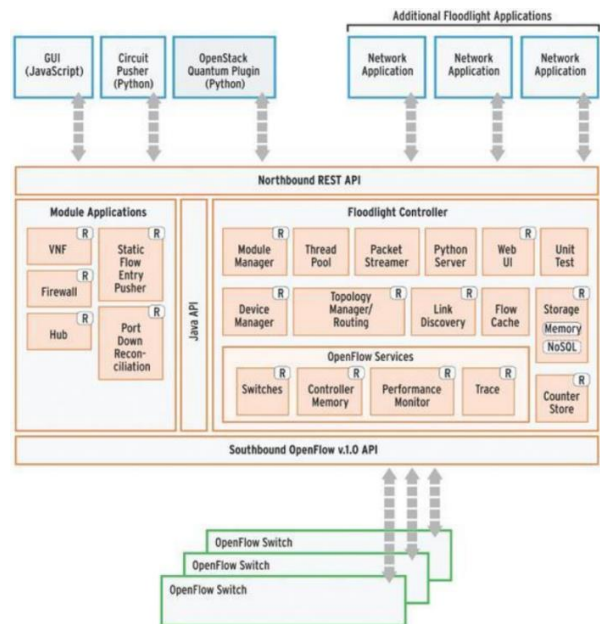 Additional Floodlight Applications
GUI
(JavaScript)
Circuit
Pusher
(Python)
OpenStack
Quantum Plugin
(Python)
Network
Application
Network
Application
Network
Application
Northbound REST API
Module Applications
VNF
R
Static
Flow
Entry
Pusher
R
Firewall
R
Hub
R
Port
Down
Recon-
ciliation
R
Java API
Floodlight Controller
Module
Manager
R
Thread
Pool
Packet
Streamer
Python
Server
Web
UI
R
Unit
Test
Device
Manager
R
Topology
Manager/
Routing
R
Link
Discovery
R
Flow
Cache
Storage
Memory
NoSQL
R
OpenFlow Services
Switches
R
Controller
Memory
R
Performance
Monitor
R
Trace
R
Counter
Store
R
Southbound OpenFlow v.1.0 API
OpenFlow Switch
OpenFlow Switch
OpenFlow Switch